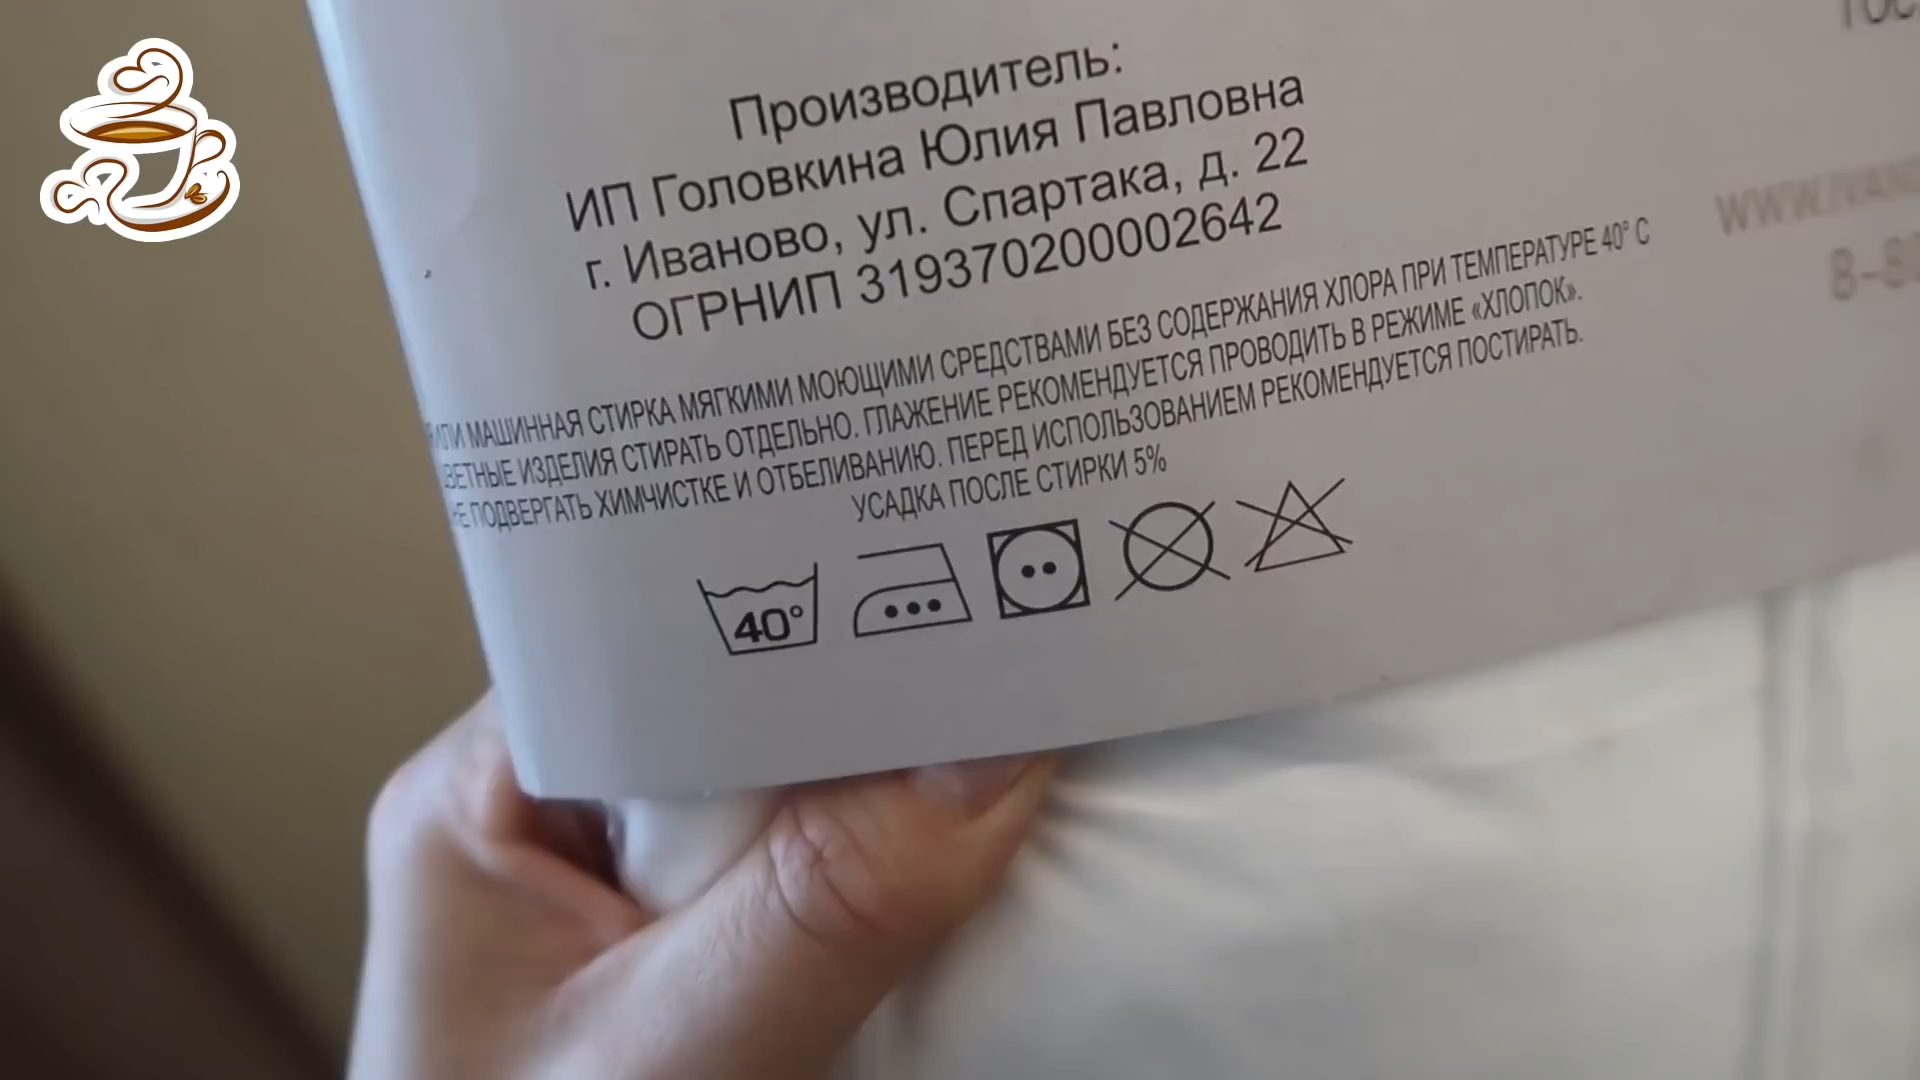 Производитель:
ИП Головкина Юлия Павловна
г. Иваново, ул. Спартака, д. 22
ОГРНИП 319370200002642
ИЛИ МАШИННАЯ СТИРКА МЯГКИМИ МОЮЩИМИ СРЕДСТВАМИ БЕЗ СОДЕРЖАНИЯ ХЛОРА ПРИ ТЕМПЕРАТУРЕ 40° С
ИЗДЕЛИЯ СТИРАТЬ ОТДЕЛЬНО. ГЛАЖЕНИЕ РЕКОМЕНДУЕТСЯ ПРОВОДИТЬ В РЕЖИМЕ «ХЛОПОК».
НЕ ПОДВЕРГАТЬ ХИМЧИСТКЕ И ОТБЕЛИВАНИЮ. ПЕРЕД ИСПОЛЬЗОВАНИЕМ РЕКОМЕНДУЕТСЯ ПОСТИРАТЬ.
УСАДКА ПОСЛЕ СТИРКИ 5%
40°